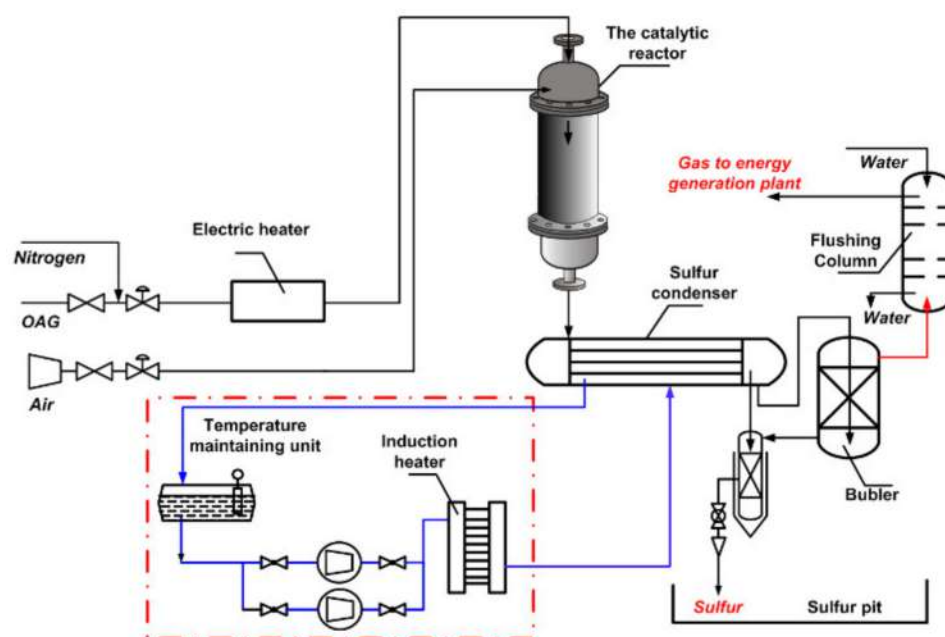 The catalytic
reactor
Water
Gas to energy
generation plant
Electric heater
Flushing
Column
Nitrogen
Sulfur
condenser
OAG
Water
Air
Temperature
maintaining unit
Induction
heater
Bubler
Sulfur
Sulfur pit